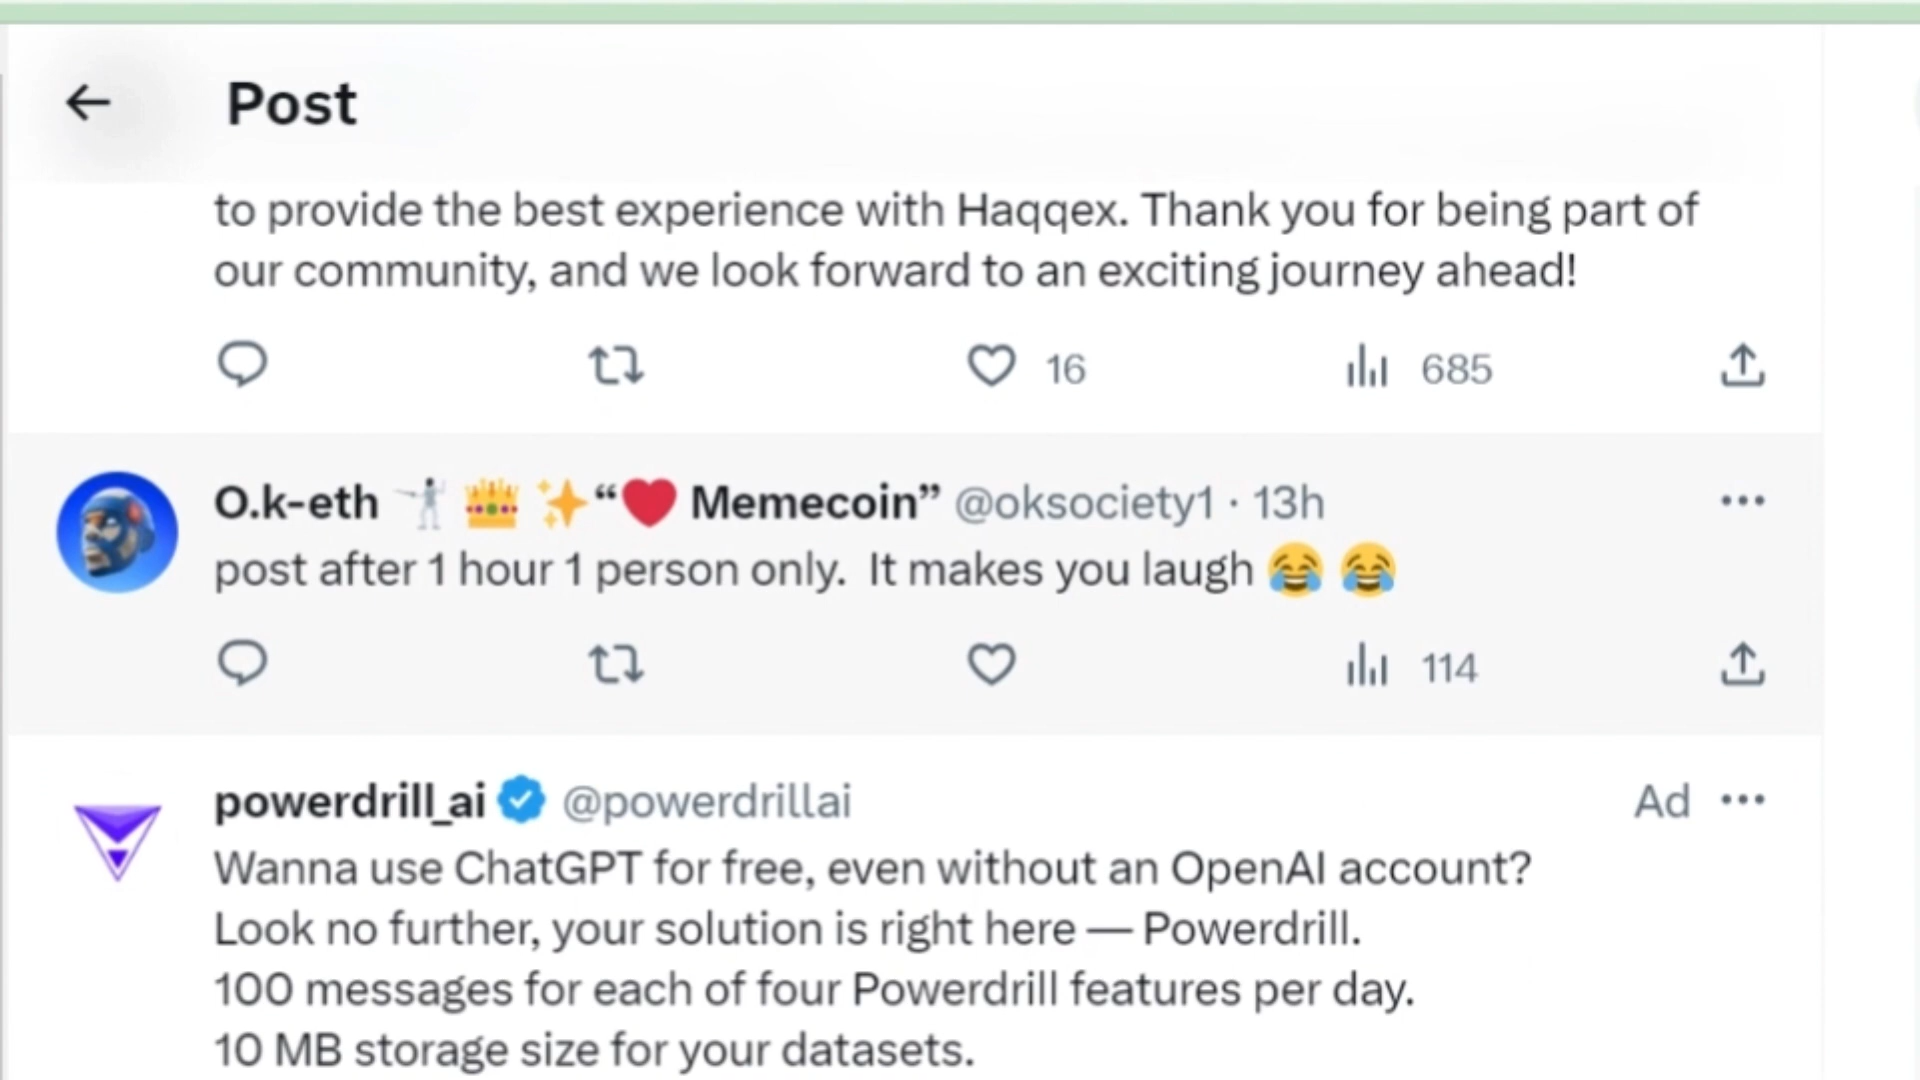 Post
to provide the best experience with Haqqex. Thank you for being part of
our community, and we look forward to an exciting journey ahead!
16 685
O.k-eth 🤺 👑 ✨“❤️ Memecoin” @oksociety1 · 13h
post after 1 hour 1 person only. It makes you laugh 😂 😂
114
powerdrill_ai @powerdrillai Ad
Wanna use ChatGPT for free, even without an OpenAI account?
Look no further, your solution is right here — Powerdrill.
100 messages for each of four Powerdrill features per day.
10 MB storage size for your datasets.